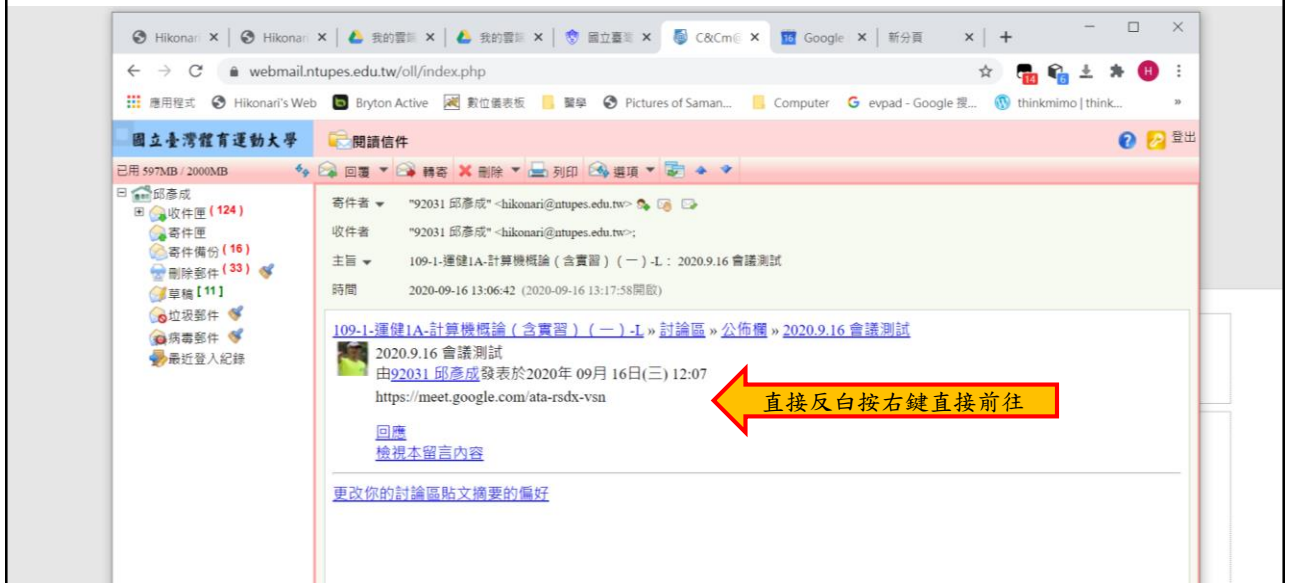 Hikonari
Hikonari
我的雲端
我的雲端
國立臺灣
C&Cm@
16
Google
新分頁
webmail.ntupes.edu.tw/oll/index.php
14
6
H
應用程式
Hikonari's Web
Bryton Active
數位儀表板
醫學
Pictures of Saman...
Computer
evpad - Google 搜...
thinkmimo | think...
»
國立臺灣體育運動大學
閱讀信件
登出
已用 597MB / 2000MB
回覆
轉寄
刪除
列印
選項
邱彥成
收件匣 ( 124 )
寄件匣
寄件備份 ( 16 )
刪除郵件 ( 33 )
草稿 [ 11 ]
垃圾郵件
病毒郵件
最近登入紀錄
寄件者 "92031 邱彥成" <hikonari@ntupes.edu.tw>
收件者 "92031 邱彥成" <hikonari@ntupes.edu.tw>;
主旨 109-1-運健1A-計算機概論（含實習）（一）-L： 2020.9.16 會議測試
時間 2020-09-16 13:06:42 (2020-09-16 13:17:58開啟)
109-1-運健1A-計算機概論（含實習）（一）-L » 討論區 » 公佈欄 » 2020.9.16 會議測試
2020.9.16 會議測試
由92031 邱彥成發表於2020年 09月 16日(三) 12:07
https://meet.google.com/ata-rsdx-vsn
直接反白按右鍵直接前往
回應
檢視本留言內容
更改你的討論區貼文摘要的偏好